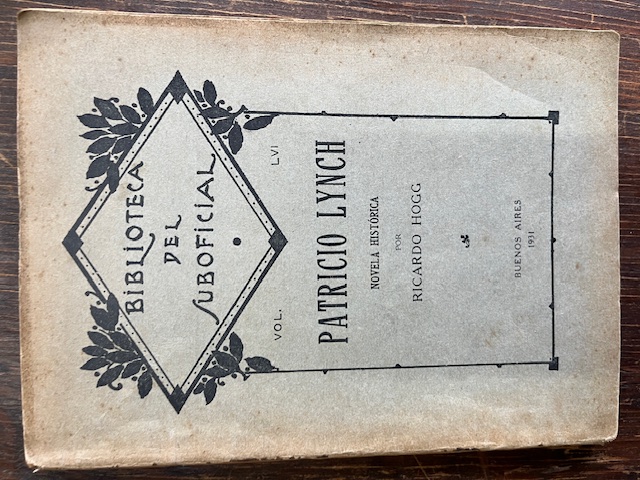 BIBLIOTECA
DEL
SUBOFICIAL
VOL. LVI
PATRICIO LYNCH
NOVELA HISTÓRICA
POR
RICARDO HOGG
BUENOS AIRES
1931